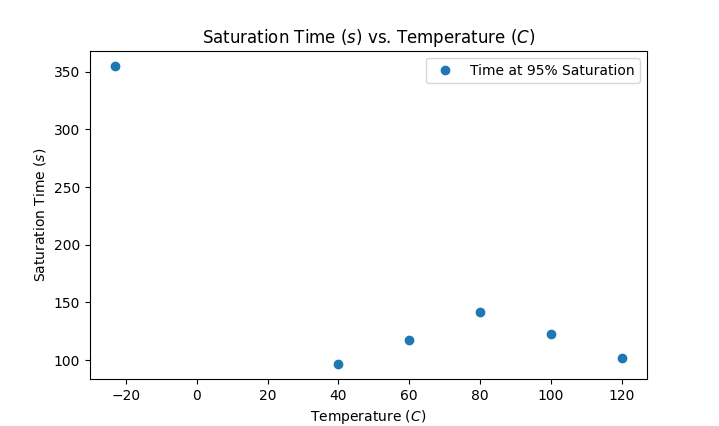 Saturation Time (s) vs. Temperature (C)
Time at 95% Saturation
Saturation Time (s)
350
300
250
200
150
100
−20 0 20 40 60 80 100 120
Temperature (C)